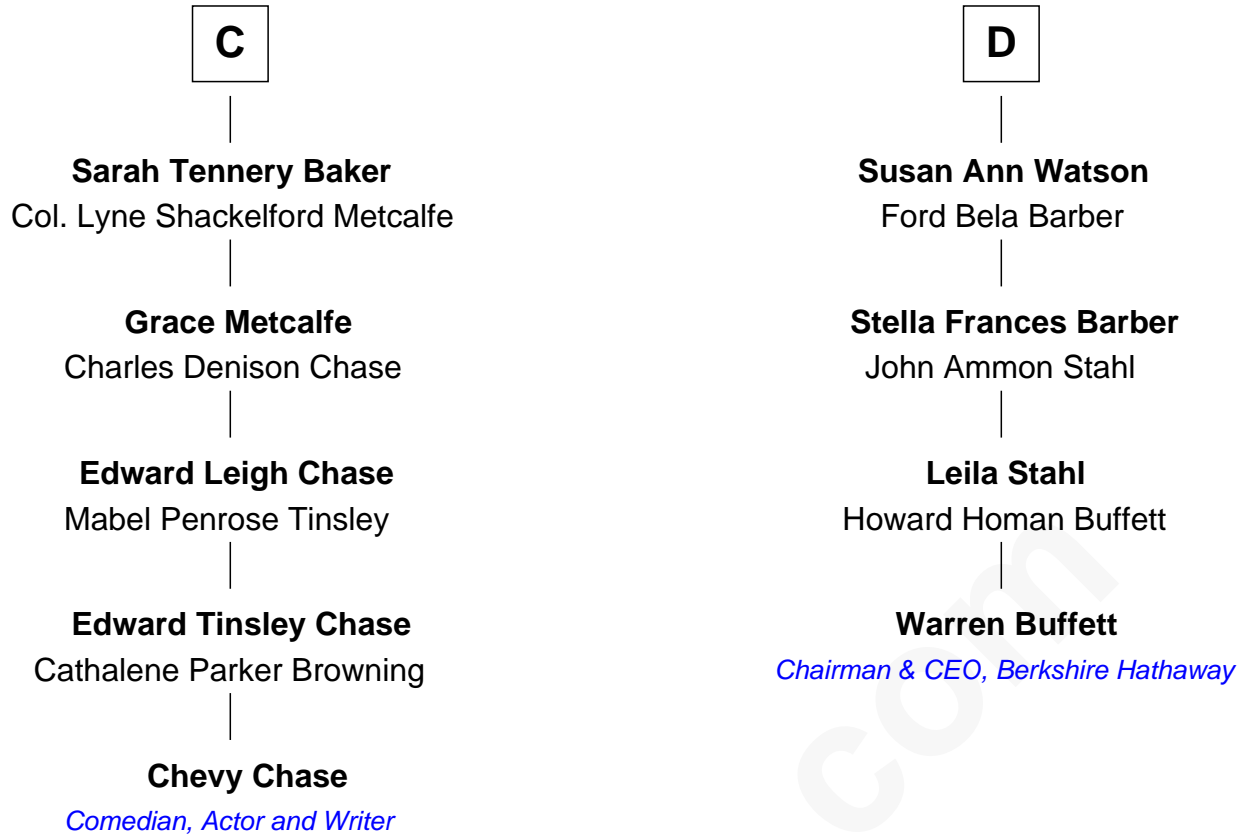 C
Sarah Tennery Baker
Col. Lyne Shackelford Metcalfe
Grace Metcalfe
Charles Denison Chase
Edward Leigh Chase
Mabel Penrose Tinsley
Edward Tinsley Chase
Cathalene Parker Browning
Chevy Chase
Comedian, Actor and Writer
D
Susan Ann Watson
Ford Bela Barber
Stella Frances Barber
John Ammon Stahl
Leila Stahl
Howard Homan Buffett
Warren Buffett
Chairman & CEO, Berkshire Hathaway
com